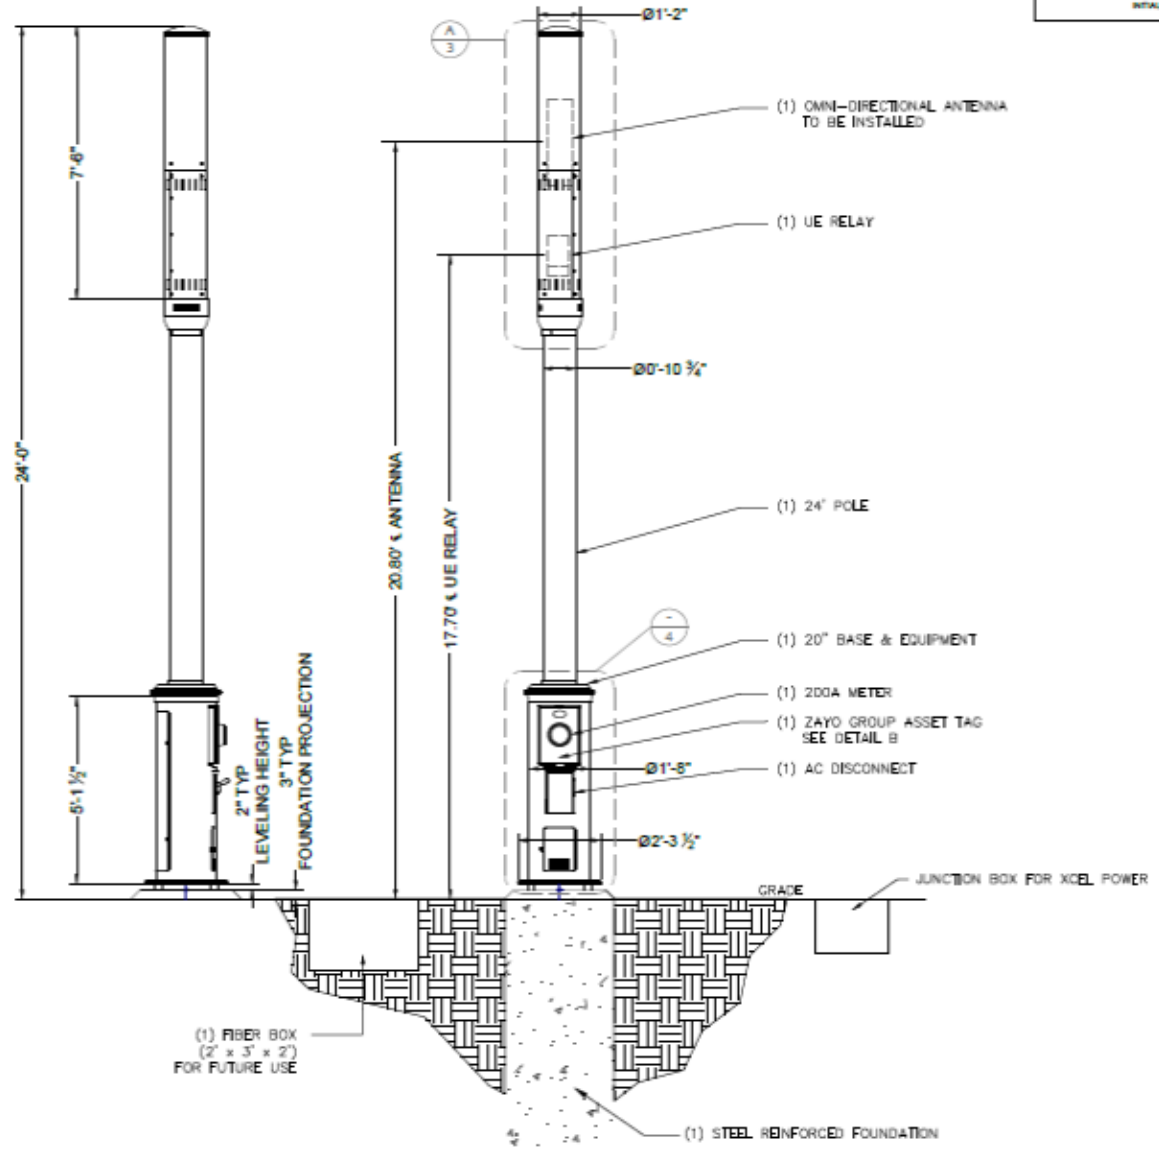 Ø1'-2"
INITIAL
A
3
(1) OMNI-DIRECTIONAL ANTENNA
TO BE INSTALLED
7'-6"
(1) UE RELAY
Ø0'-10 ¾"
24'-0"
20.80' ℄ ANTENNA
17.70' ℄ UE RELAY
(1) 24' POLE
-
4
(1) 20" BASE & EQUIPMENT
(1) 200A METER
(1) ZAYO GROUP ASSET TAG
SEE DETAIL B
(1) AC DISCONNECT
5'-1 ½"
2" TYP
LEVELING HEIGHT
3" TYP
FOUNDATION PROJECTION
Ø1'-8"
Ø2'-3 ½"
GRADE
JUNCTION BOX FOR XCEL POWER
(1) FIBER BOX
(2' x 3' x 2')
FOR FUTURE USE
(1) STEEL REINFORCED FOUNDATION